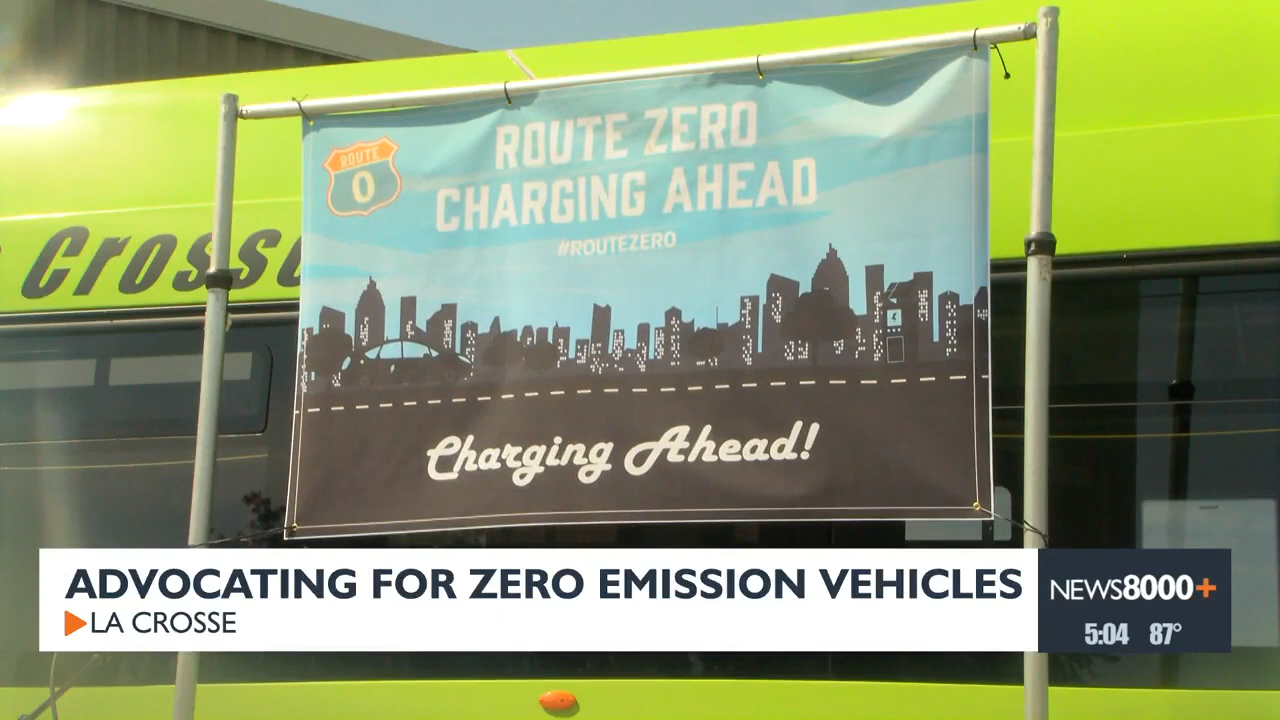 ROUTE ZERO
CHARGING AHEAD
#ROUTEZERO
ROUTE
0
Crosse
Charging Ahead!
ADVOCATING FOR ZERO EMISSION VEHICLES
LA CROSSE
NEWS8000+
5:04 87°